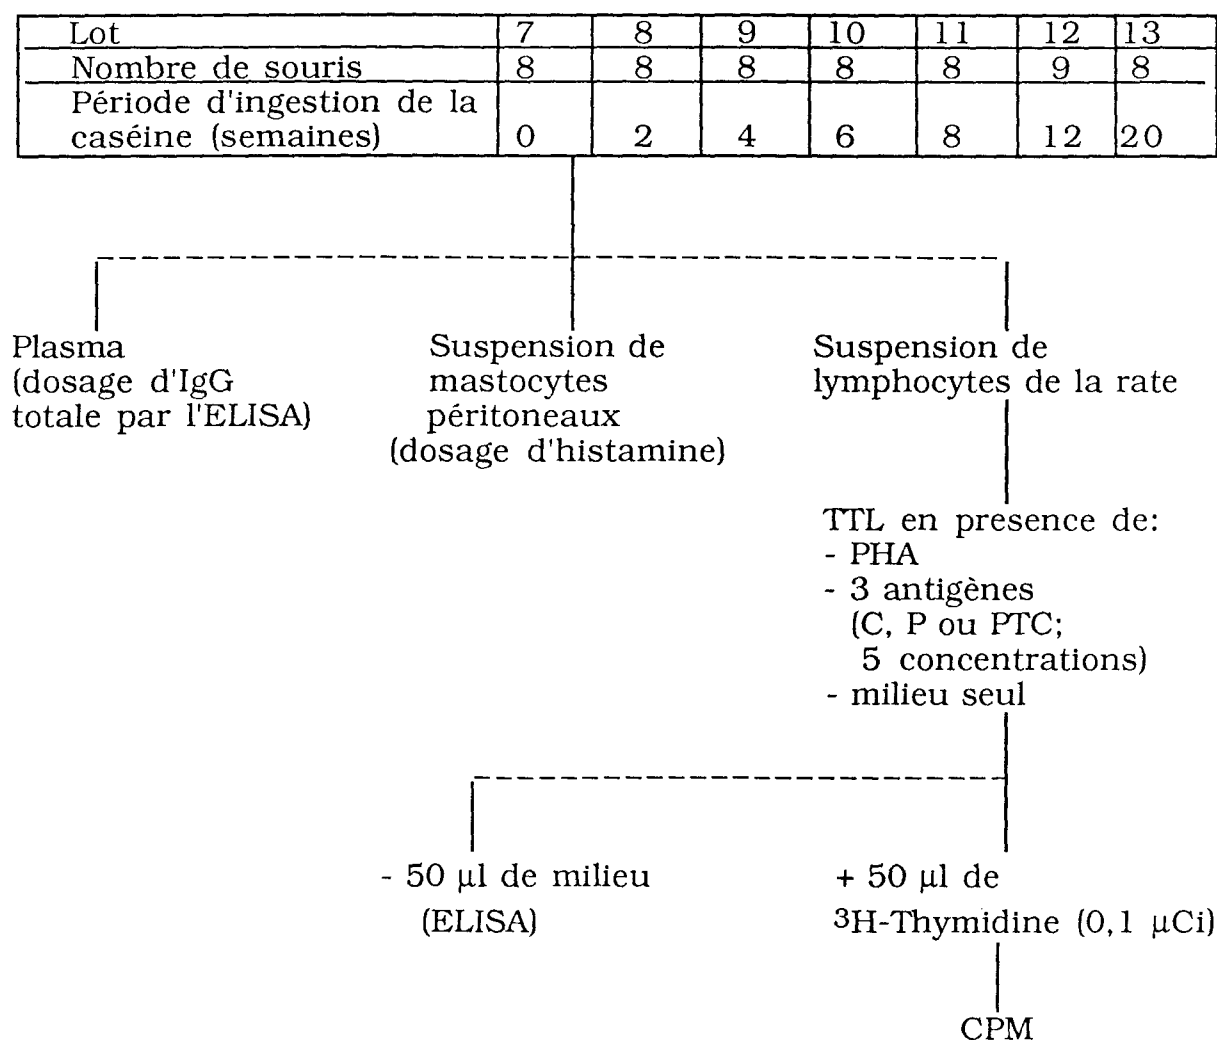 Lot 7 8 9 10 11 12 13
Nombre de souris 8 8 8 8 8 9 8
Période d'ingestion de la
caséine (semaines) 0 2 4 6 8 12 20
Plasma
(dosage d'IgG
totale par l'ELISA)
Suspension de
mastocytes
péritoneaux
(dosage d'histamine)
Suspension de
lymphocytes de la rate
TTL en presence de:
- PHA
- 3 antigènes
(C, P ou PTC;
5 concentrations)
- milieu seul
- 50 µl de milieu
(ELISA)
+ 50 µl de
³H-Thymidine (0,1 µCi)
CPM